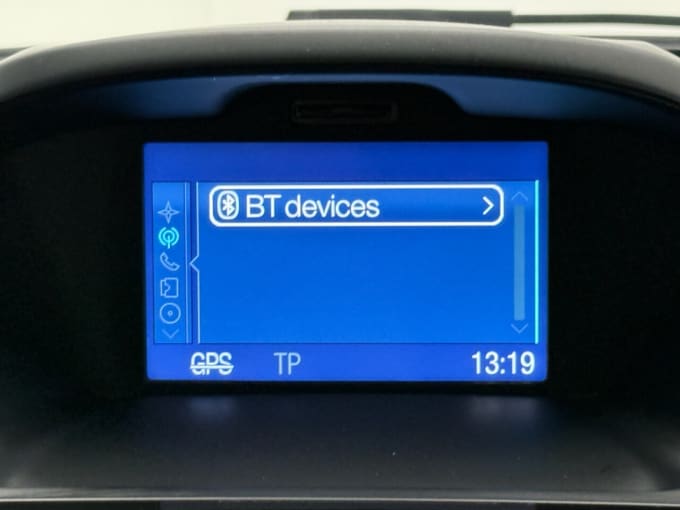 BT devices
GPS TP 13:19